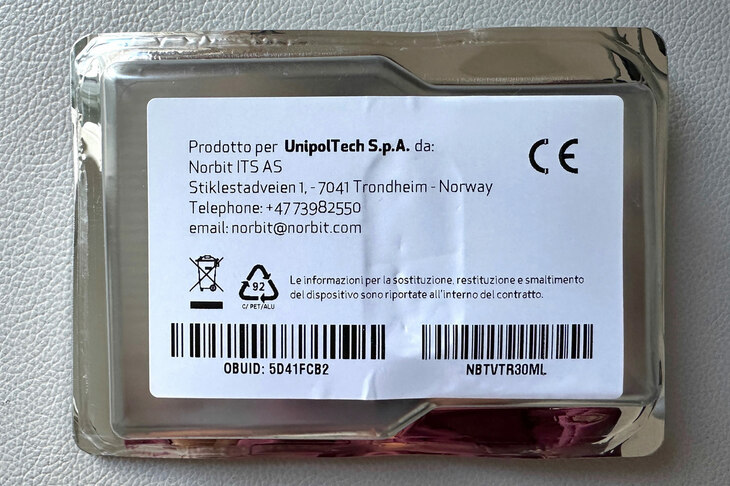 Prodotto per UnipolTech S.p.A. da:
Norbit ITS AS
Stiklestadveien 1, - 7041 Trondheim - Norway
Telephone: +47 73982550
email: norbit@norbit.com
CE
92
C/ PET/ALU
Le informazioni per la sostituzione, restituzione e smaltimento
del dispositivo sono riportate all'interno del contratto.
OBUID: 5D41FCB2
NBTVTR30ML